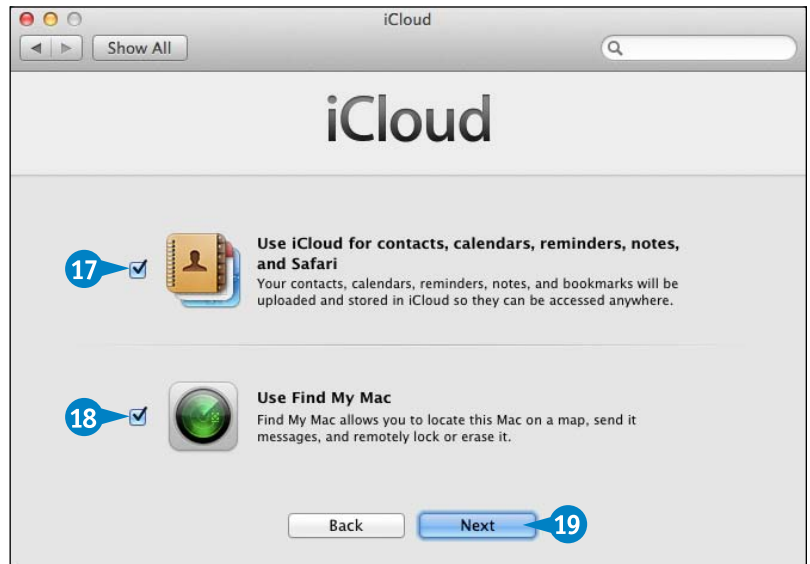 iCloud
Show All
iCloud
17
Use iCloud for contacts, calendars, reminders, notes,
and Safari
Your contacts, calendars, reminders, notes, and bookmarks will be
uploaded and stored in iCloud so they can be accessed anywhere.
18
Use Find My Mac
Find My Mac allows you to locate this Mac on a map, send it
messages, and remotely lock or erase it.
Back
Next
19